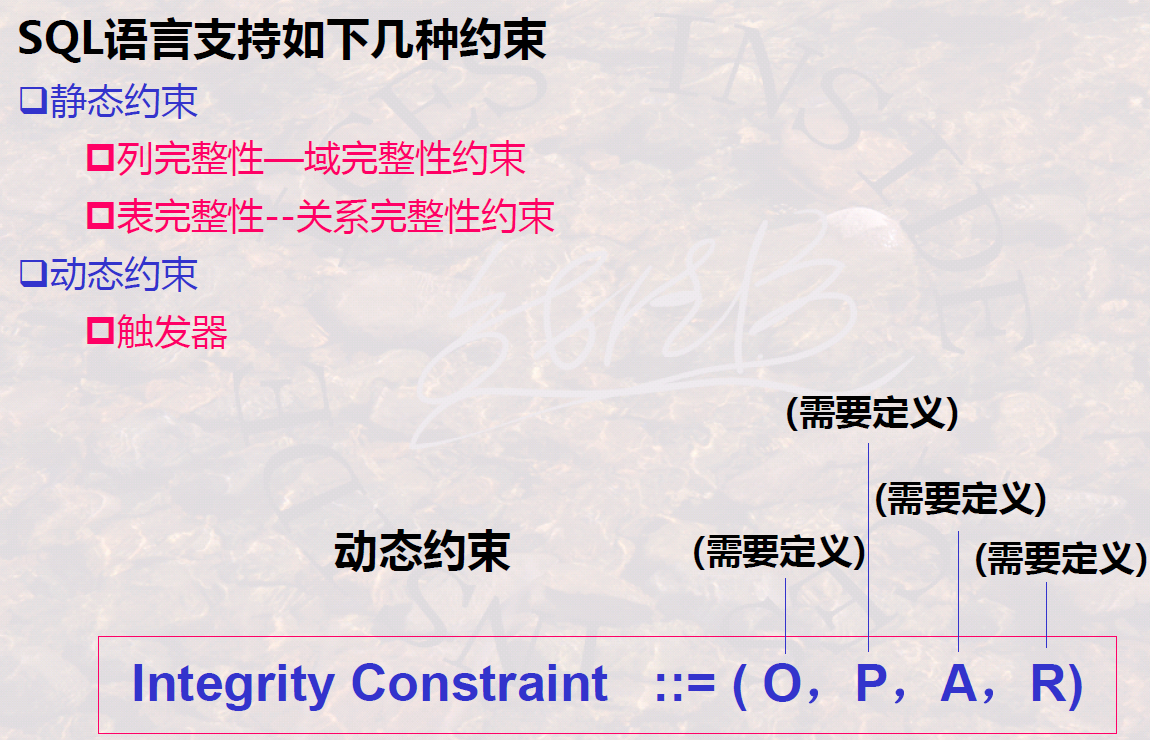 SQL语言支持如下几种约束
❑静态约束
列完整性—域完整性约束
表完整性--关系完整性约束
❑动态约束
触发器
(需要定义)
(需要定义)
动态约束
(需要定义)
(需要定义)
Integrity Constraint ::= ( O， P， A， R)